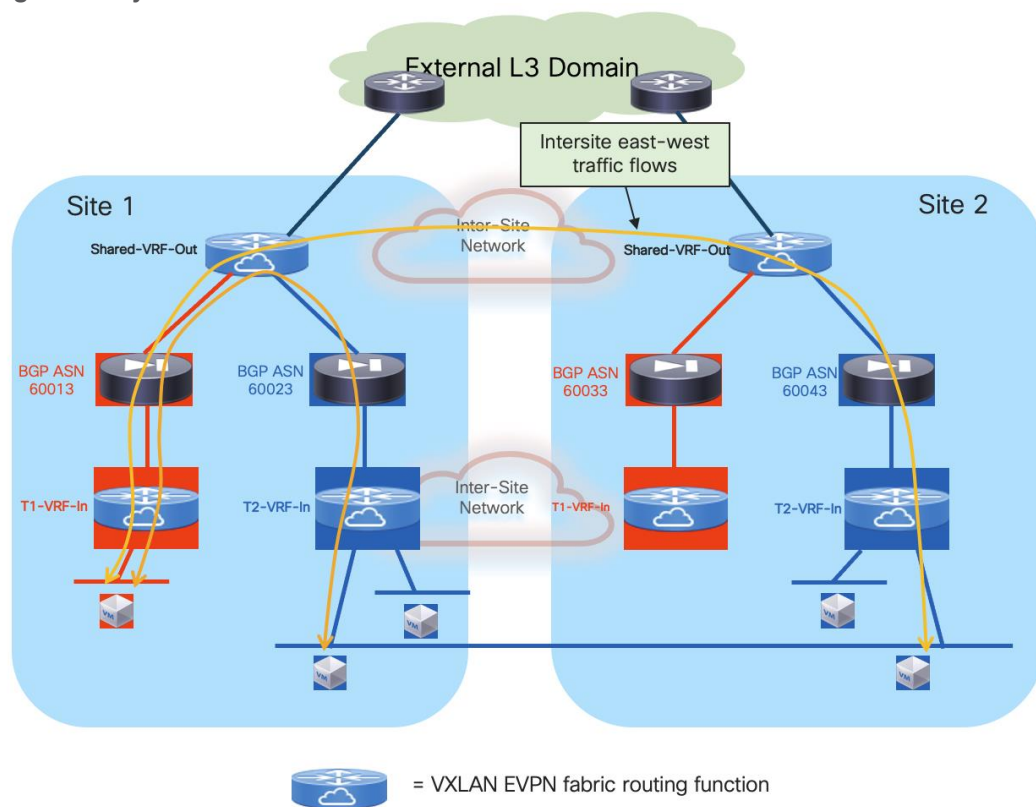 External L3 Domain
Intersite east-west
traffic flows
Site 1
Site 2
Inter-Site
Network
Shared-VRF-Out
Shared-VRF-Out
BGP ASN
60013
BGP ASN
60023
BGP ASN
60033
BGP ASN
60043
T1-VRF-In
T2-VRF-In
Inter-Site
Network
T1-VRF-In
T2-VRF-In
VM
VM
VM
VM
VM
= VXLAN EVPN fabric routing function